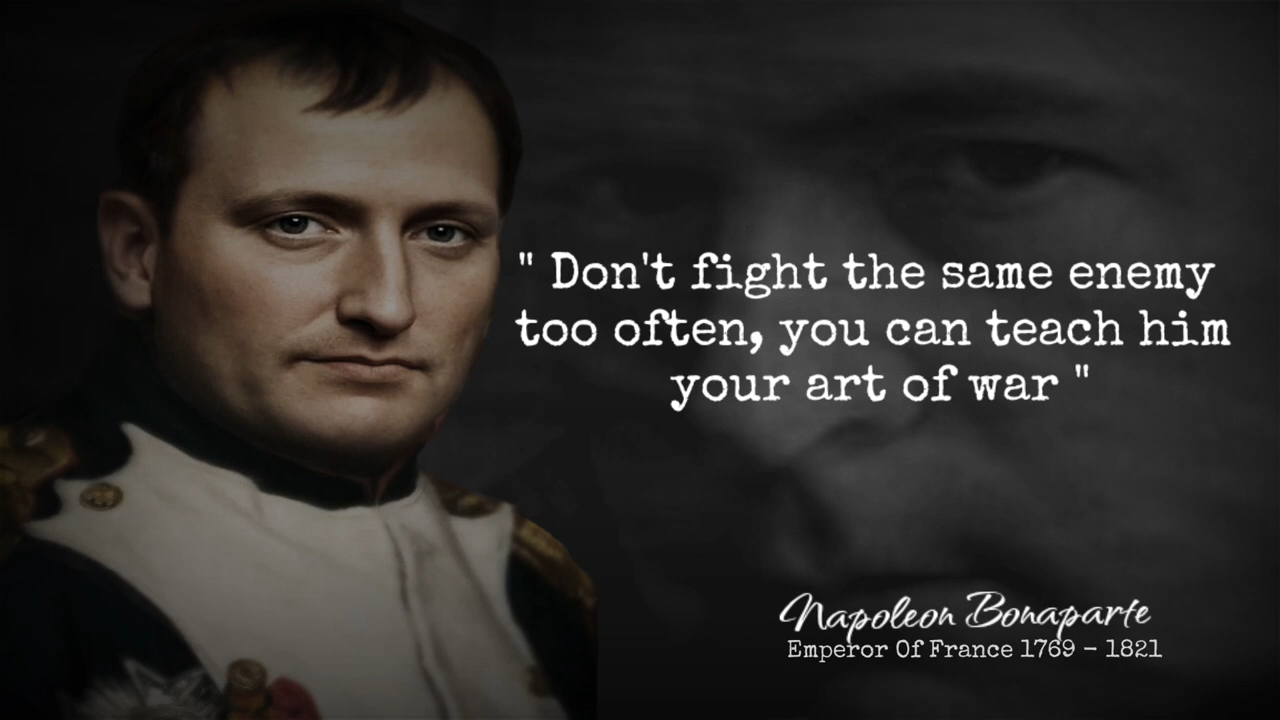 " Don't fight the same enemy
too often, you can teach him
your art of war "
Napoleon Bonaparte
Emperor Of France 1769 - 1821